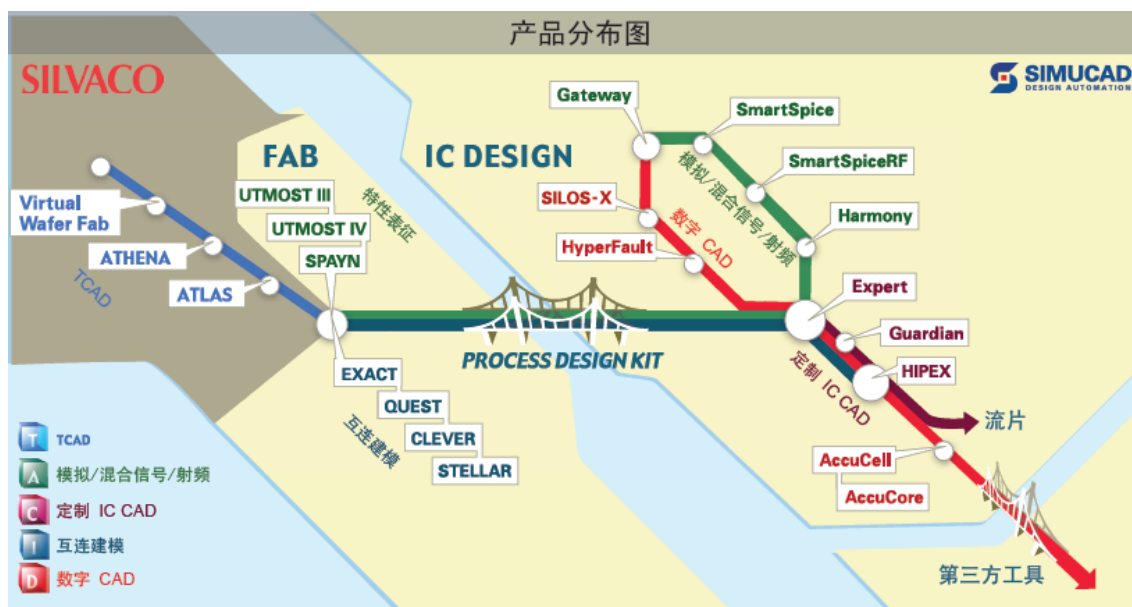 产品分布图
SILVACO
SIMUCAD
DESIGN AUTOMATION
FAB
IC DESIGN
Gateway
SmartSpice
SmartSpiceRF
Harmony
模拟/混合信号/射频
SILOS-X
HyperFault
数字 CAD
Virtual
Wafer Fab
ATHENA
ATLAS
TCAD
UTMOST III
UTMOST IV
SPAYN
特性表征
PROCESS DESIGN KIT
EXACT
QUEST
CLEVER
STELLAR
互连建模
Expert
Guardian
HIPEX
定制 IC CAD
流片
AccuCell
AccuCore
第三方工具
T TCAD
A 模拟/混合信号/射频
C 定制 IC CAD
I 互连建模
D 数字 CAD